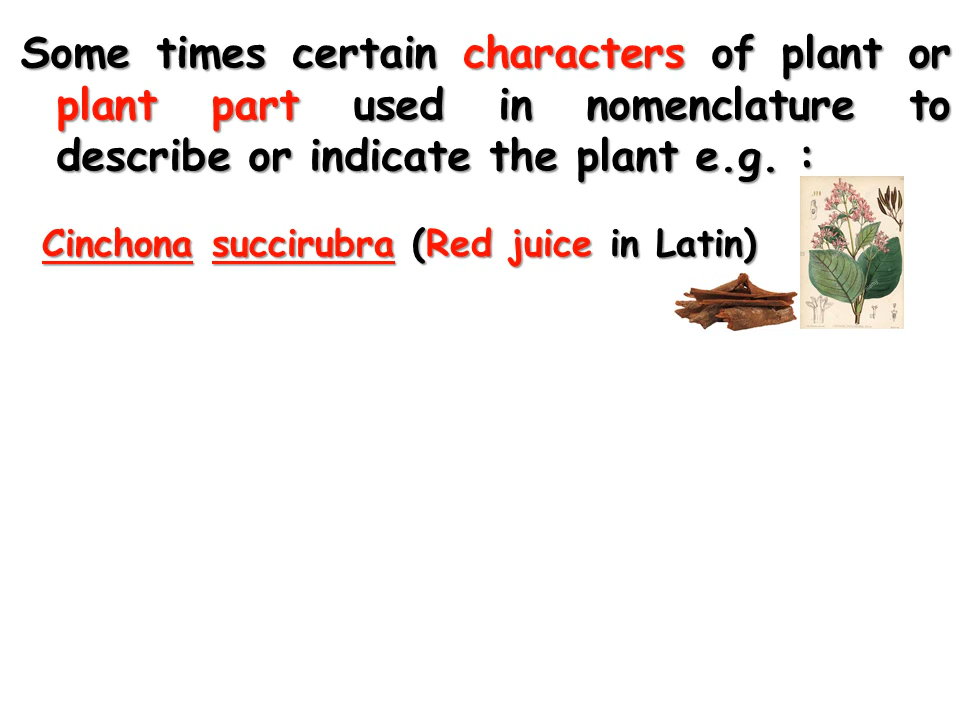 Some times certain characters of plant or
plant part used in nomenclature to
describe or indicate the plant e.g. :
Cinchona succirubra (Red juice in Latin)